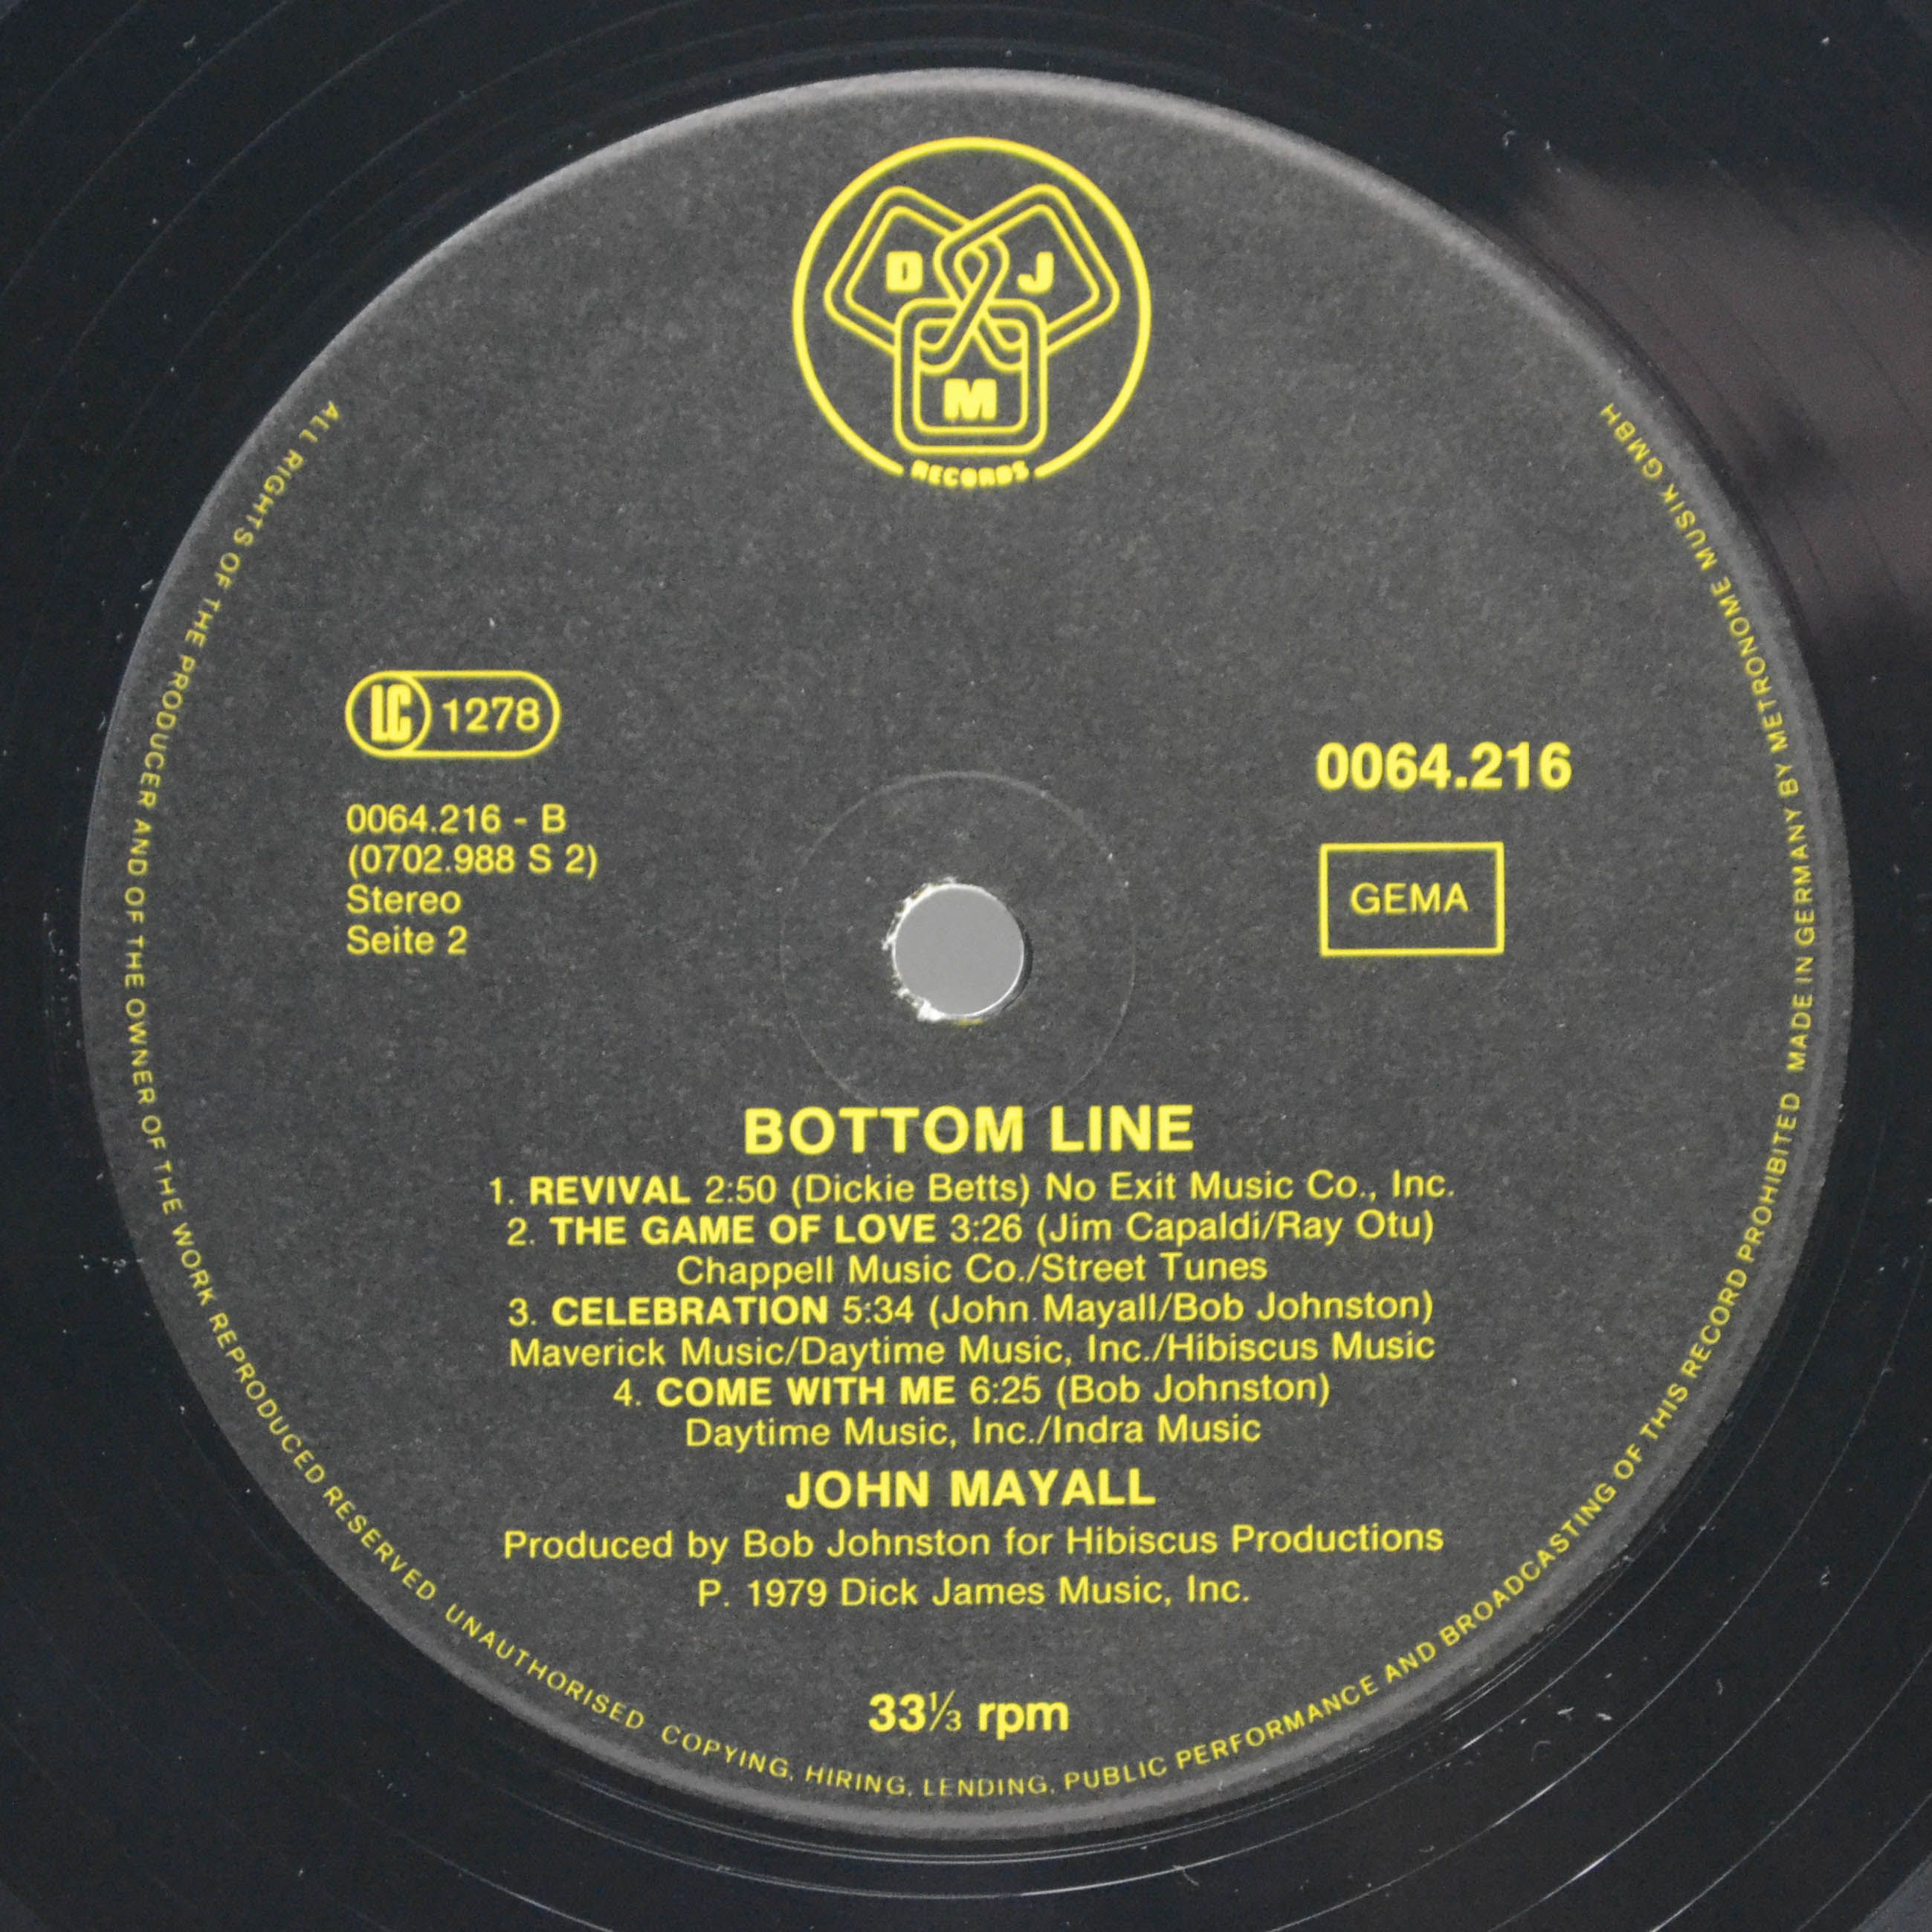 D J
M
RECORDS
LC 1278
0064.216 - B
(0702.988 S 2)
Stereo
Seite 2
0064.216
GEMA
BOTTOM LINE
1. REVIVAL 2:50 (Dickie Betts) No Exit Music Co., Inc.
2. THE GAME OF LOVE 3:26 (Jim Capaldi/Ray Otu)
Chappell Music Co./Street Tunes
3. CELEBRATION 5:34 (John Mayall/Bob Johnston)
Maverick Music/Daytime Music, Inc./Hibiscus Music
4. COME WITH ME 6:25 (Bob Johnston)
Daytime Music, Inc./Indra Music
JOHN MAYALL
Produced by Bob Johnston for Hibiscus Productions
P. 1979 Dick James Music, Inc.
33⅓ rpm
ALL RIGHTS OF THE PRODUCER AND OF THE OWNER OF THE WORK REPRODUCED RESERVED UNAUTHORISED COPYING, HIRING, LENDING, PUBLIC PERFORMANCE AND BROADCASTING OF THIS RECORD PROHIBITED MADE IN GERMANY BY METRONOME MUSIK GMBH